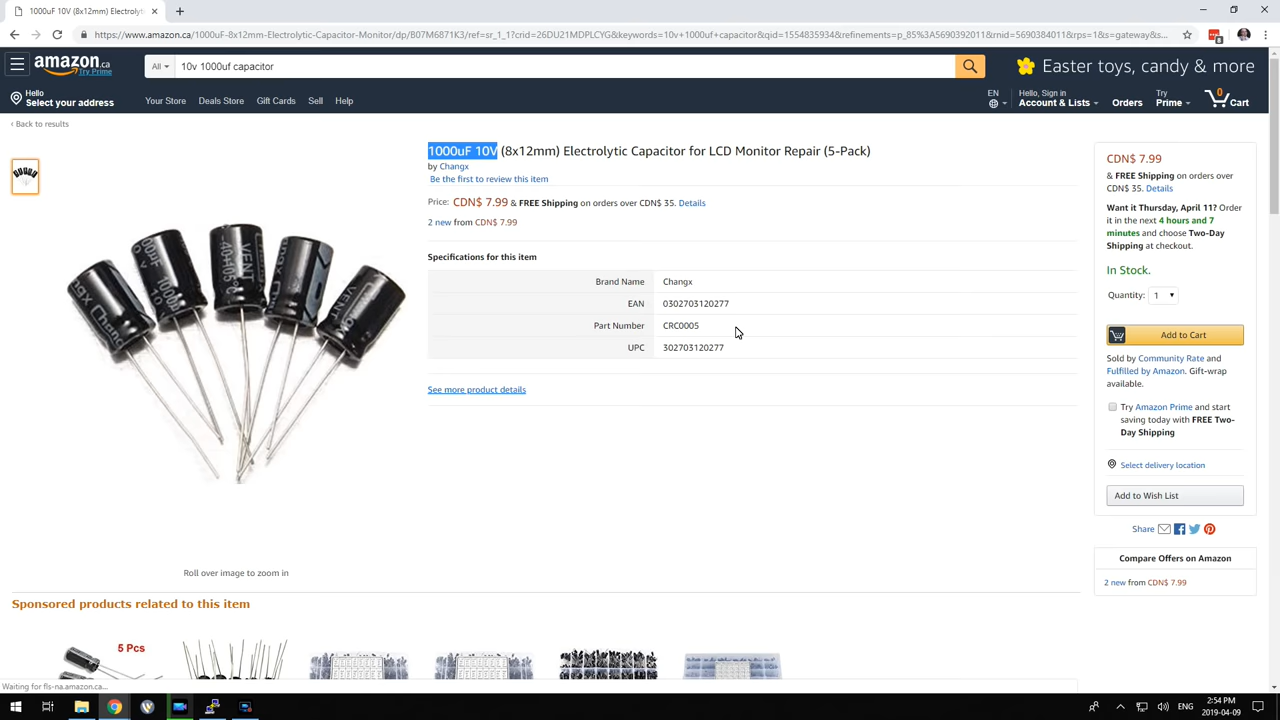 1000uF 10V (8x12mm) Electroly
https://www.amazon.ca/1000uF-8x12mm-Electrolytic-Capacitor-Monitor/dp/B07M6871K3/ref=sr_1_1?crid=26DU21MDPLCYG&keywords=10v+1000uf+capacitor&qid=1554835934&refinements=p_85%3A5690392011&rnid=5690384011&rps=1&s=gateway&s...
amazon.ca
Try Prime
All
10v 1000uf capacitor
Easter toys, candy & more
Hello
Select your address
Your Store
Deals Store
Gift Cards
Sell
Help
EN
Hello, Sign in
Account & Lists
Orders
Try
Prime
0
Cart
‹ Back to results
1000uF 10V (8x12mm) Electrolytic Capacitor for LCD Monitor Repair (5-Pack)
by Changx
Be the first to review this item
Price: CDN$ 7.99 & FREE Shipping on orders over CDN$ 35. Details
2 new from CDN$ 7.99
Specifications for this item
Brand Name Changx
EAN 0302703120277
Part Number CRC0005
UPC 302703120277
See more product details
Roll over image to zoom in
CDN$ 7.99
& FREE Shipping on orders over
CDN$ 35. Details
Want it Thursday, April 11? Order
it in the next 4 hours and 7
minutes and choose Two-Day
Shipping at checkout.
In Stock.
Quantity: 1
Add to Cart
Sold by Community Rate and
Fulfilled by Amazon. Gift-wrap
available.
Try Amazon Prime and start
saving today with FREE Two-
Day Shipping
Select delivery location
Add to Wish List
Share
Compare Offers on Amazon
2 new from CDN$ 7.99
Sponsored products related to this item
5 Pcs
Waiting for fls-na.amazon.ca...
ENG
2:54 PM
2019-04-09